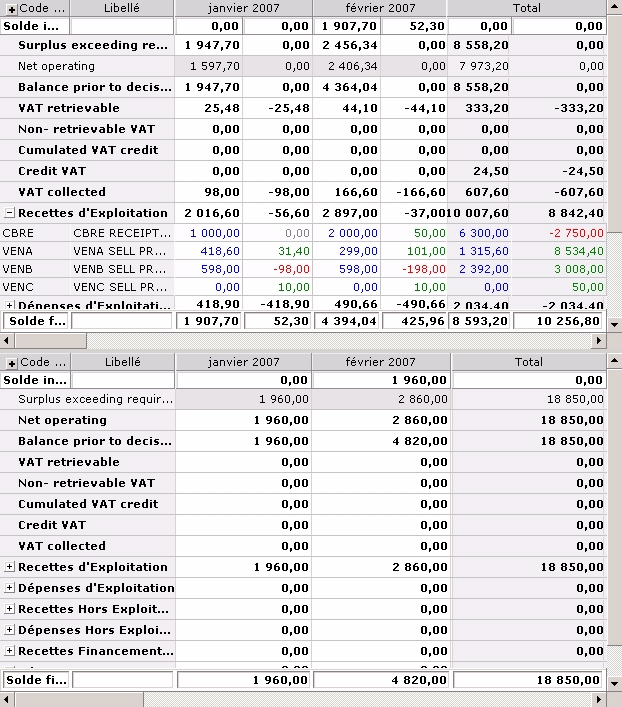 Code ... Libellé janvier 2007 février 2007 Total
Solde i... 0,00 0,00 1 907,70 52,30 0,00 0,00
Surplus exceeding re... 1 947,70 0,00 2 456,34 0,00 8 558,20 0,00
Net operating 1 597,70 0,00 2 406,34 0,00 7 973,20 0,00
Balance prior to decis... 1 947,70 0,00 4 364,04 0,00 8 558,20 0,00
VAT retrievable 25,48 -25,48 44,10 -44,10 333,20 -333,20
Non- retrievable VAT 0,00 0,00 0,00 0,00 0,00 0,00
Cumulated VAT credit 0,00 0,00 0,00 0,00 0,00 0,00
Credit VAT 0,00 0,00 0,00 0,00 24,50 -24,50
VAT collected 98,00 -98,00 166,60 -166,60 607,60 -607,60
Recettes d'Exploitation 2 016,60 -56,60 2 897,00 -37,00 10 007,60 8 842,40
CBRE CBRE RECEIPT... 1 000,00 0,00 2 000,00 50,00 6 300,00 -2 750,00
VENA VENA SELL PR... 418,60 31,40 299,00 101,00 1 315,60 8 534,40
VENB VENB SELL PR... 598,00 -98,00 598,00 -198,00 2 392,00 3 008,00
VENC VENC SELL PR... 0,00 10,00 0,00 10,00 0,00 50,00
Dépenses d'Exploitati... 418,90 -418,90 490,66 -490,66 2 034,40 -2 034,40
Solde f... 1 907,70 52,30 4 394,04 425,96 8 593,20 10 256,80
Code ... Libellé janvier 2007 février 2007 Total
Solde in... 0,00 1 960,00 0,00
Surplus exceeding requir... 1 960,00 2 860,00 18 850,00
Net operating 1 960,00 2 860,00 18 850,00
Balance prior to decis... 1 960,00 4 820,00 18 850,00
VAT retrievable 0,00 0,00 0,00
Non- retrievable VAT 0,00 0,00 0,00
Cumulated VAT credit 0,00 0,00 0,00
Credit VAT 0,00 0,00 0,00
VAT collected 0,00 0,00 0,00
Recettes d'Exploitation 1 960,00 2 860,00 18 850,00
Dépenses d'Exploitation 0,00 0,00 0,00
Recettes Hors Exploit... 0,00 0,00 0,00
Dépenses Hors Exploi... 0,00 0,00 0,00
Recettes Financement... 0,00 0,00 0,00
Solde fi... 1 960,00 4 820,00 18 850,00